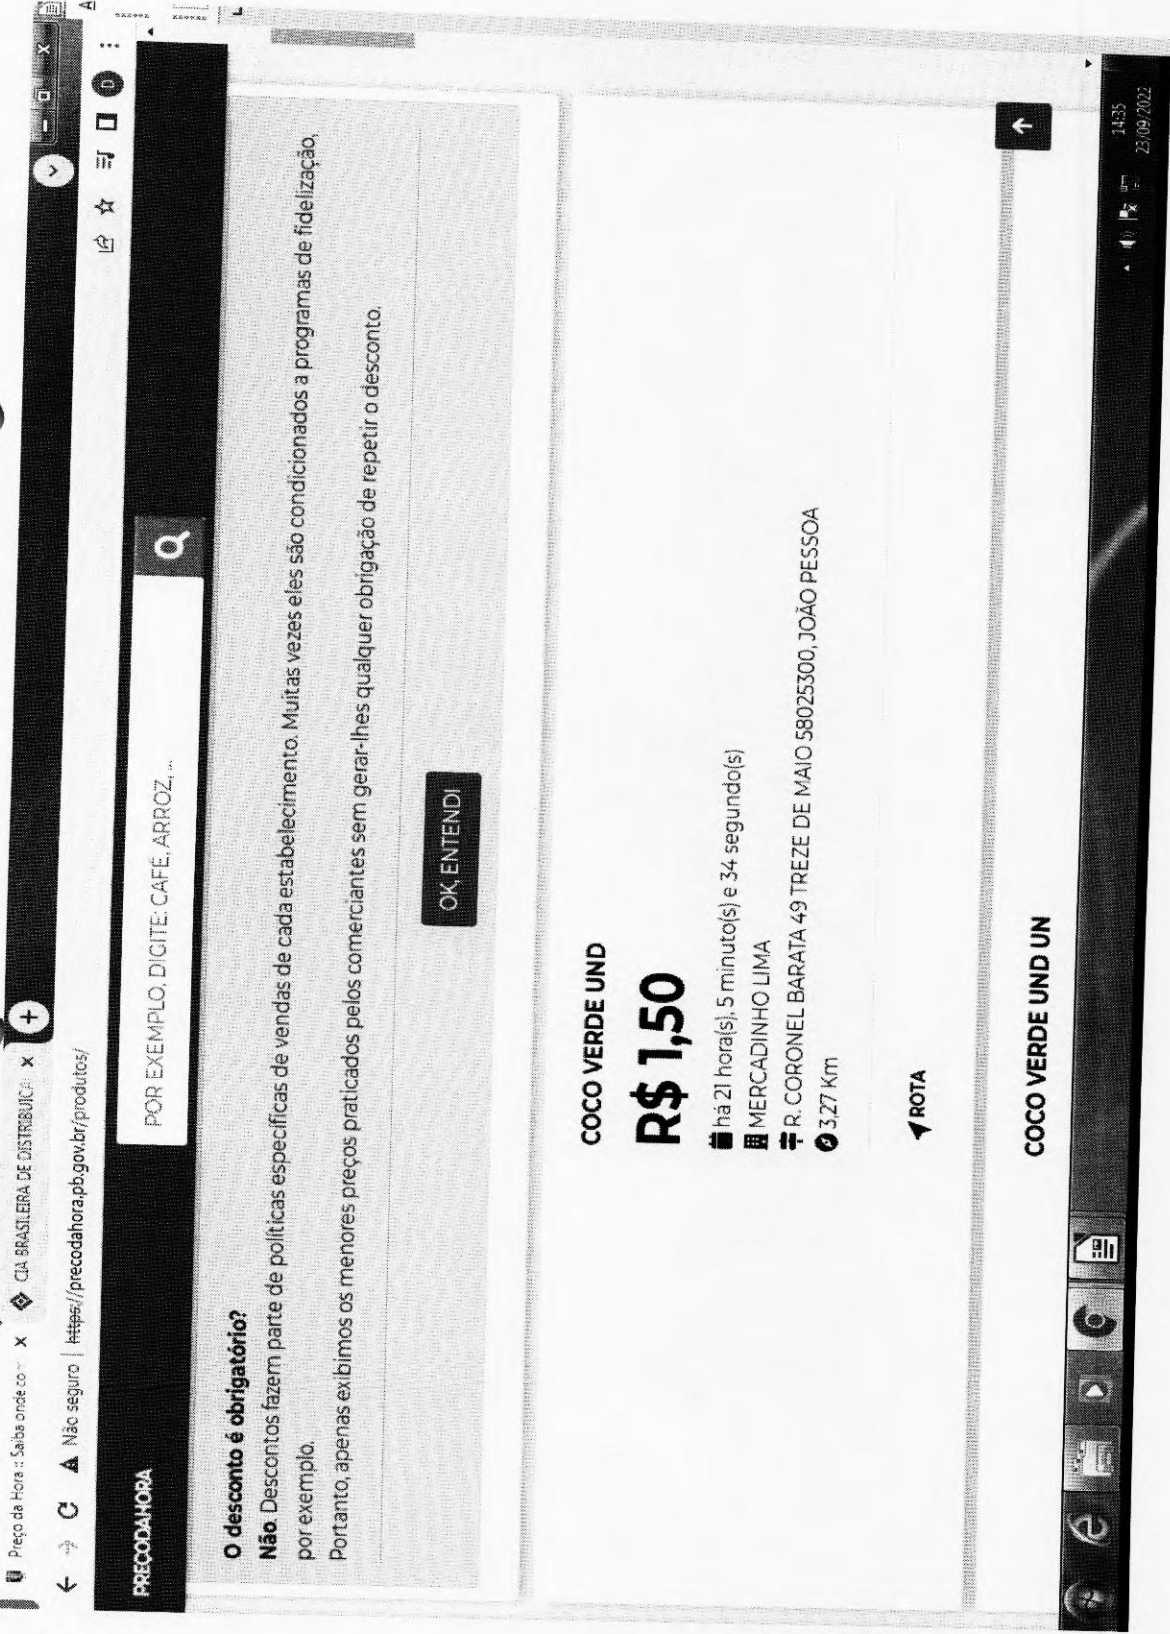 Preço da Hora :: Saiba onde com
CIA BRASILEIRA DE DISTRIBUICA
Não seguro | https://precodahora.pb.gov.br/produtos/
D
PRECODAHORA
POR EXEMPLO, DIGITE: CAFÉ, ARROZ, ...
O desconto é obrigatório?
Não. Descontos fazem parte de políticas específicas de vendas de cada estabelecimento. Muitas vezes eles são condicionados a programas de fidelização,
por exemplo.
Portanto, apenas exibimos os menores preços praticados pelos comerciantes sem gerar-lhes qualquer obrigação de repetir o desconto.
OK, ENTENDI
COCO VERDE UND
R$ 1,50
há 21 hora(s), 5 minuto(s) e 34 segundo(s)
MERCADINHO LIMA
R. CORONEL BARATA 49 TREZE DE MAIO 58025300, JOÃO PESSOA
3,27 Km
ROTA
COCO VERDE UND UN
14:35
23/09/2022